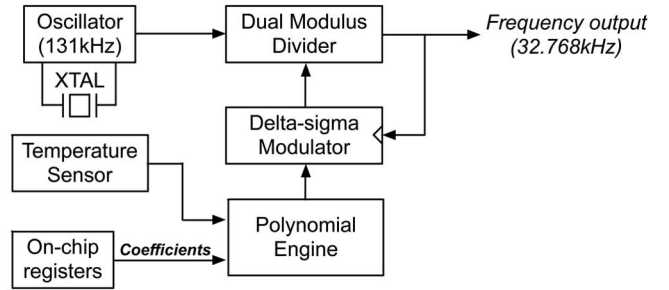 Oscillator
(131kHz)
XTAL
Dual Modulus
Divider
Frequency output
(32.768kHz)
Delta-sigma
Modulator
Temperature
Sensor
Polynomial
Engine
On-chip
registers
Coefficients